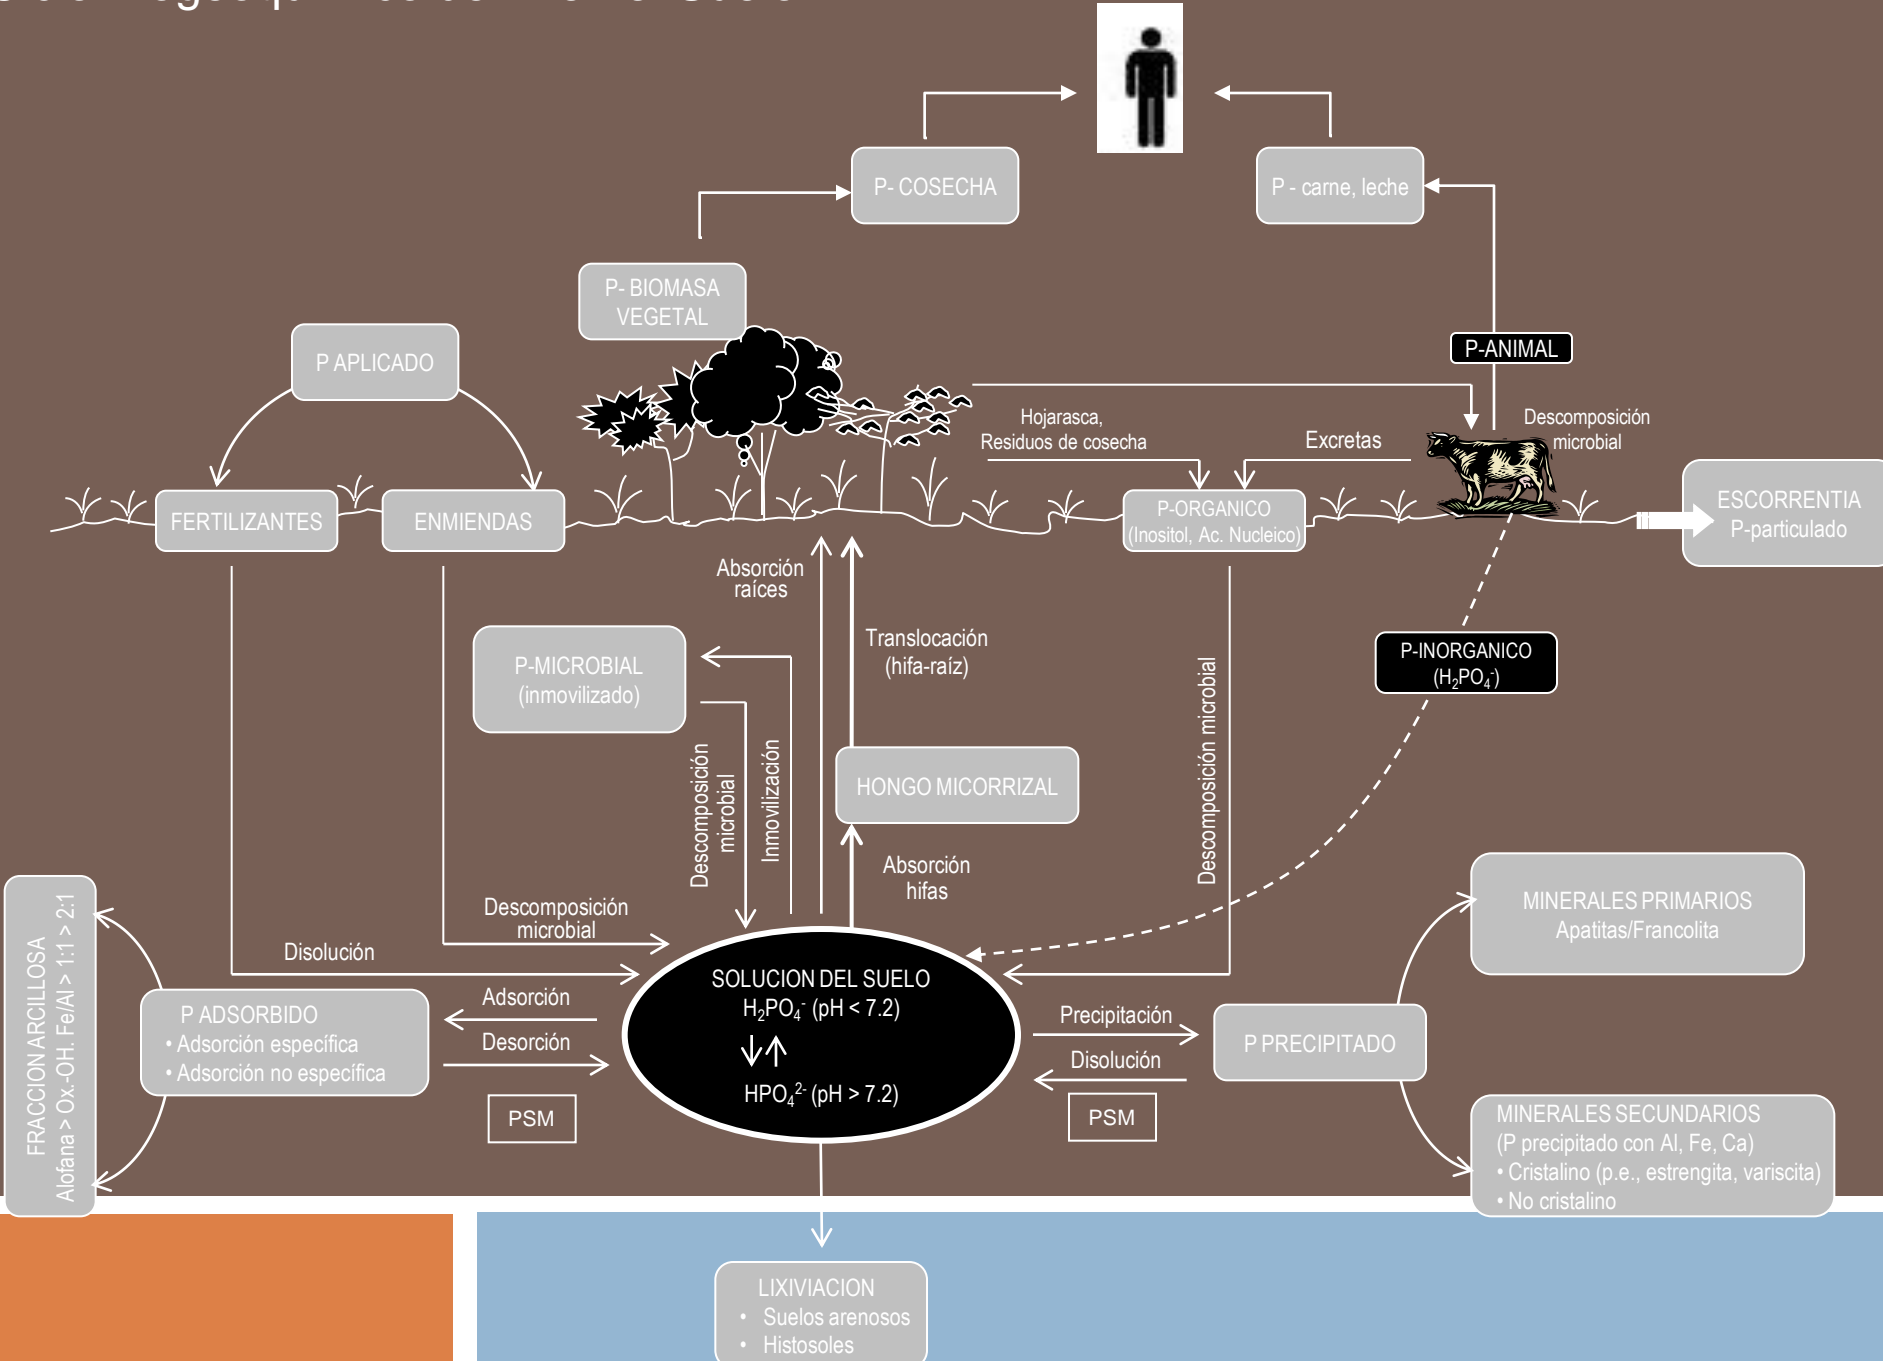 P- COSECHA
P - carne, leche
P- BIOMASA
VEGETAL
P APLICADO
P-ANIMAL
Hojarasca,
Residuos de cosecha
Excretas
Descomposición
microbial
FERTILIZANTES
ENMIENDAS
P-ORGANICO
(Inositol, Ac. Nucleico)
ESCORRENTIA
P-particulado
Absorción
raíces
Translocación
(hifa-raíz)
P-MICROBIAL
(inmovilizado)
P-INORGANICO
(H₂PO₄⁻)
Descomposición
microbial
Inmovilización
HONGO MICORRIZAL
Descomposición microbial
Absorción
hifas
Descomposición
microbial
Disolución
FRACCION ARCILLOSA
Alofana > Ox.-OH. Fe/Al > 1:1 > 2:1
P ADSORBIDO
• Adsorción específica
• Adsorción no específica
Adsorción
Desorción
PSM
SOLUCION DEL SUELO
H₂PO₄⁻ (pH < 7.2)
HPO₄²⁻ (pH > 7.2)
Precipitación
Disolución
PSM
P PRECIPITADO
MINERALES PRIMARIOS
Apatitas/Francolita
MINERALES SECUNDARIOS
(P precipitado con Al, Fe, Ca)
• Cristalino (p.e., estrengita, variscita)
• No cristalino
LIXIVIACION
• Suelos arenosos
• Histosoles